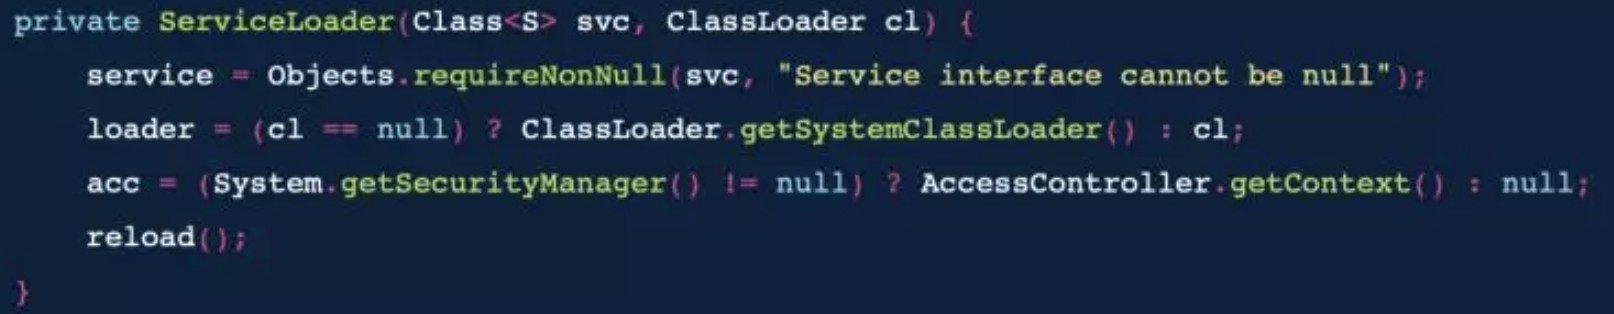 private ServiceLoader(Class<S> svc, ClassLoader cl) {
    service = Objects.requireNonNull(svc, "Service interface cannot be null");
    loader = (cl == null) ? ClassLoader.getSystemClassLoader() : cl;
    acc = (System.getSecurityManager() != null) ? AccessController.getContext() : null;
    reload();
}